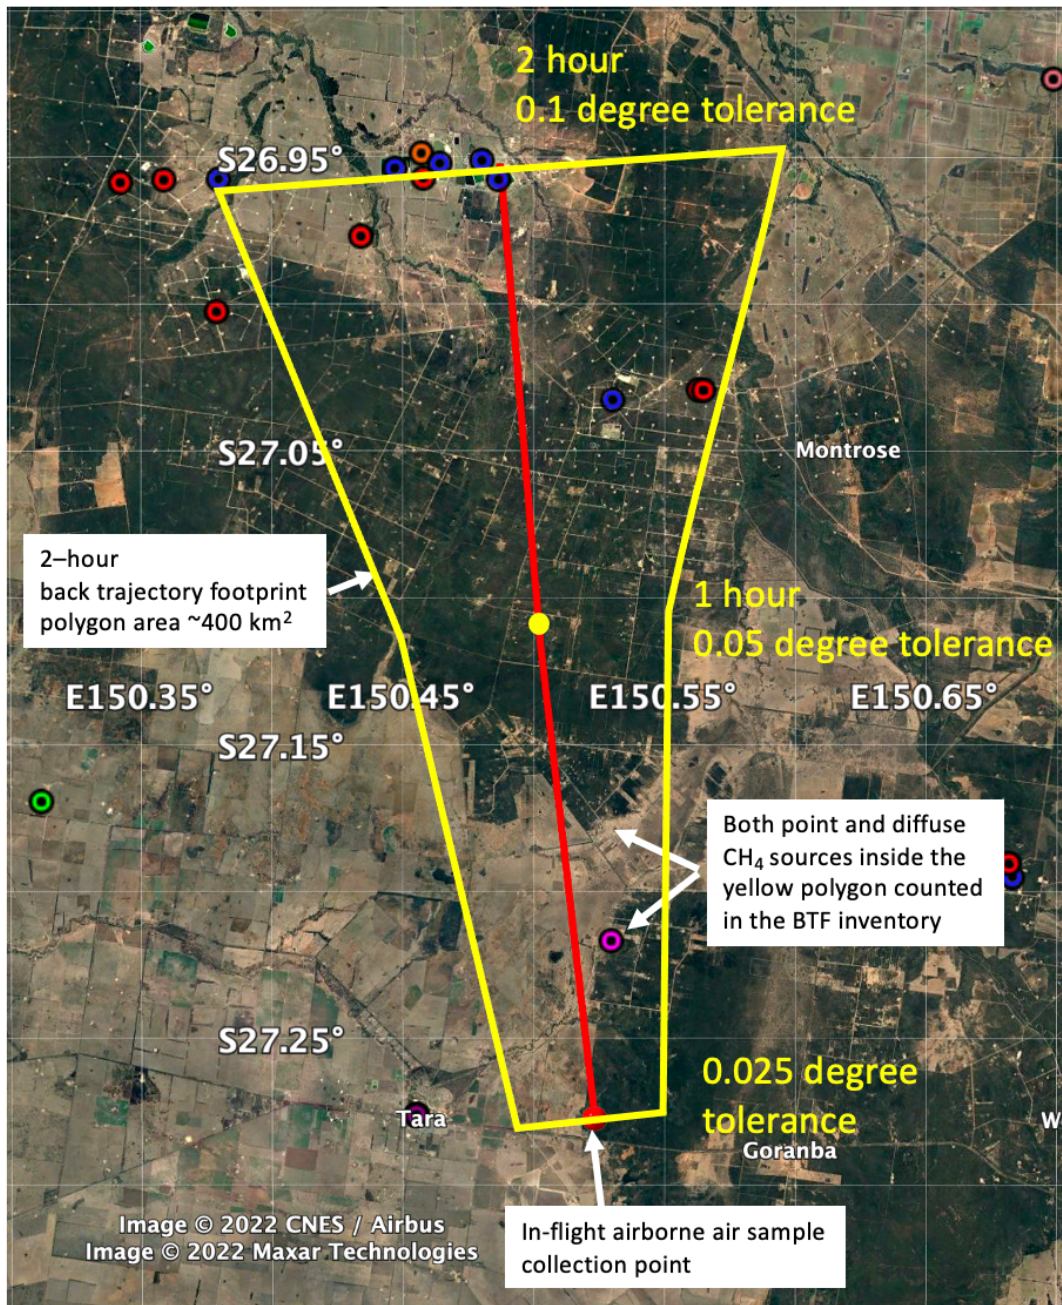 2 hour
0.1 degree tolerance
S26.95°
S27.05°
Montrose
2–hour
back trajectory footprint
polygon area ~400 km²
1 hour
0.05 degree tolerance
E150.35°
E150.45°
E150.55°
E150.65°
S27.15°
Both point and diffuse
CH₄ sources inside the
yellow polygon counted
in the BTF inventory
S27.25°
0.025 degree
tolerance
Tara
Goranba
W
Image © 2022 CNES / Airbus
Image © 2022 Maxar Technologies
In-flight airborne air sample
collection point